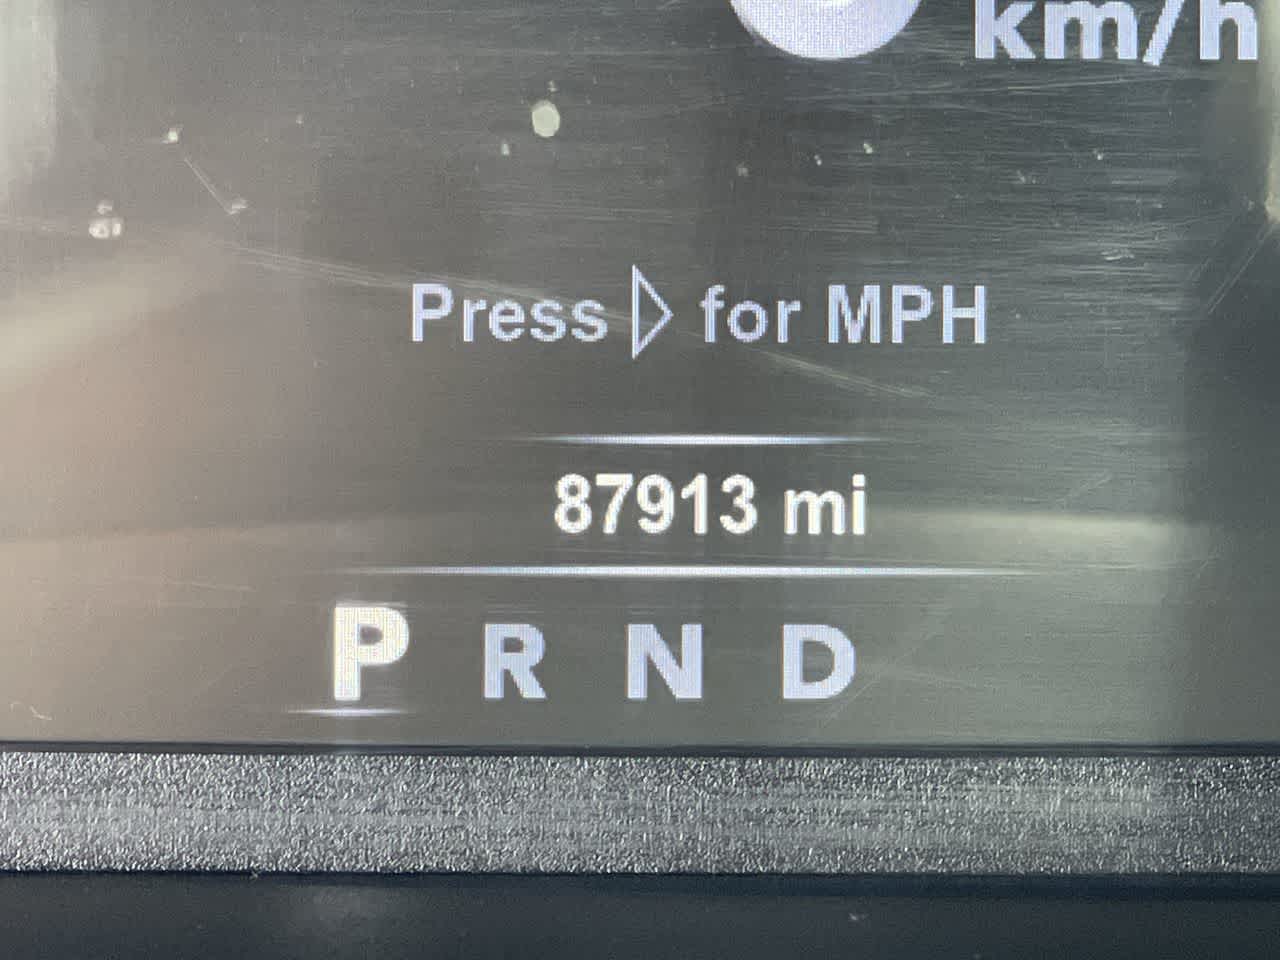 km/h
Press ▷ for MPH
87913 mi
P R N D